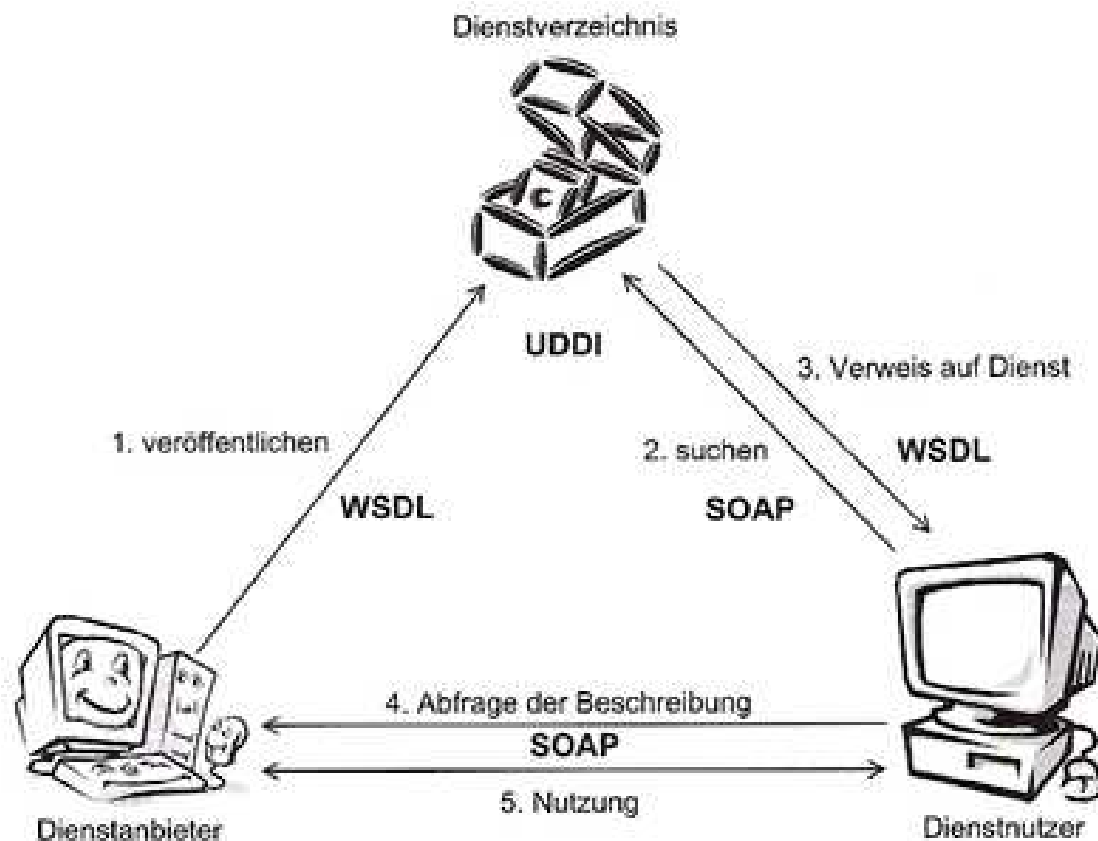 Dienstverzeichnis
C
UDDI
3. Verweis auf Dienst
1. veröffentlichen
2. suchen
WSDL
WSDL
SOAP
4. Abfrage der Beschreibung
SOAP
5. Nutzung
Dienstanbieter
Dienstnutzer